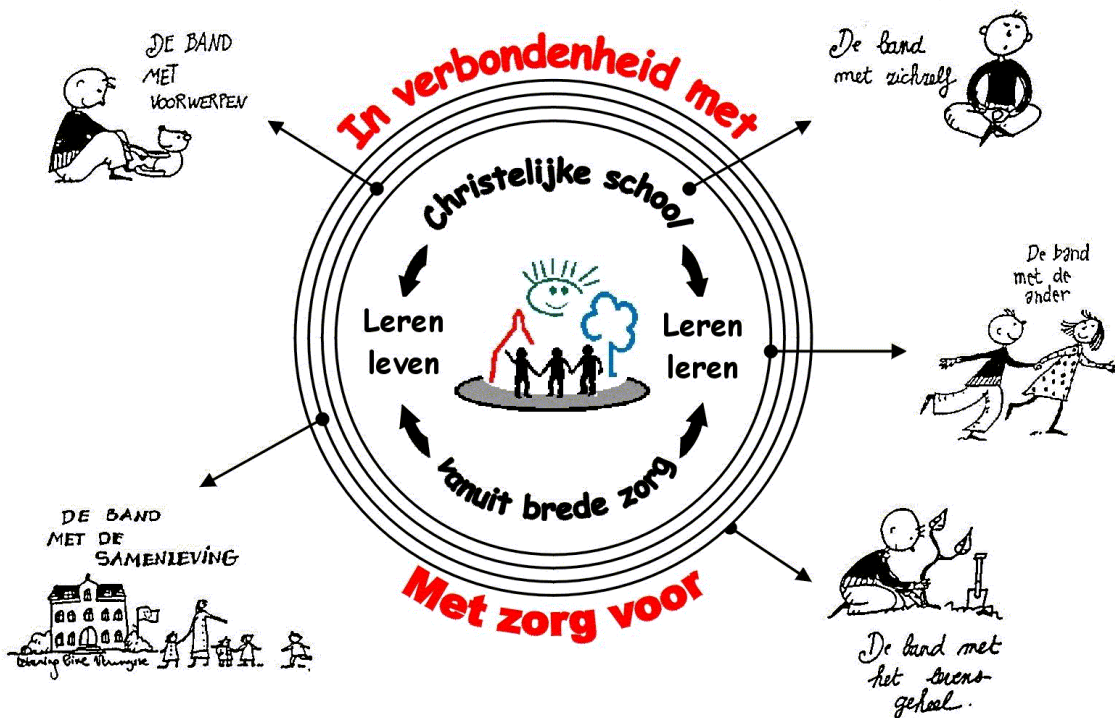 DE BAND
MET
VOORWERPEN
In verbondenheid met
De band
met zichzelf
Christelijke school
De band
met de
ander
Leren
leven
Leren
leren
vanuit brede zorg
DE BAND
MET DE
SAMENLEVING
Met zorg voor
De band met
het levens-
geheel.